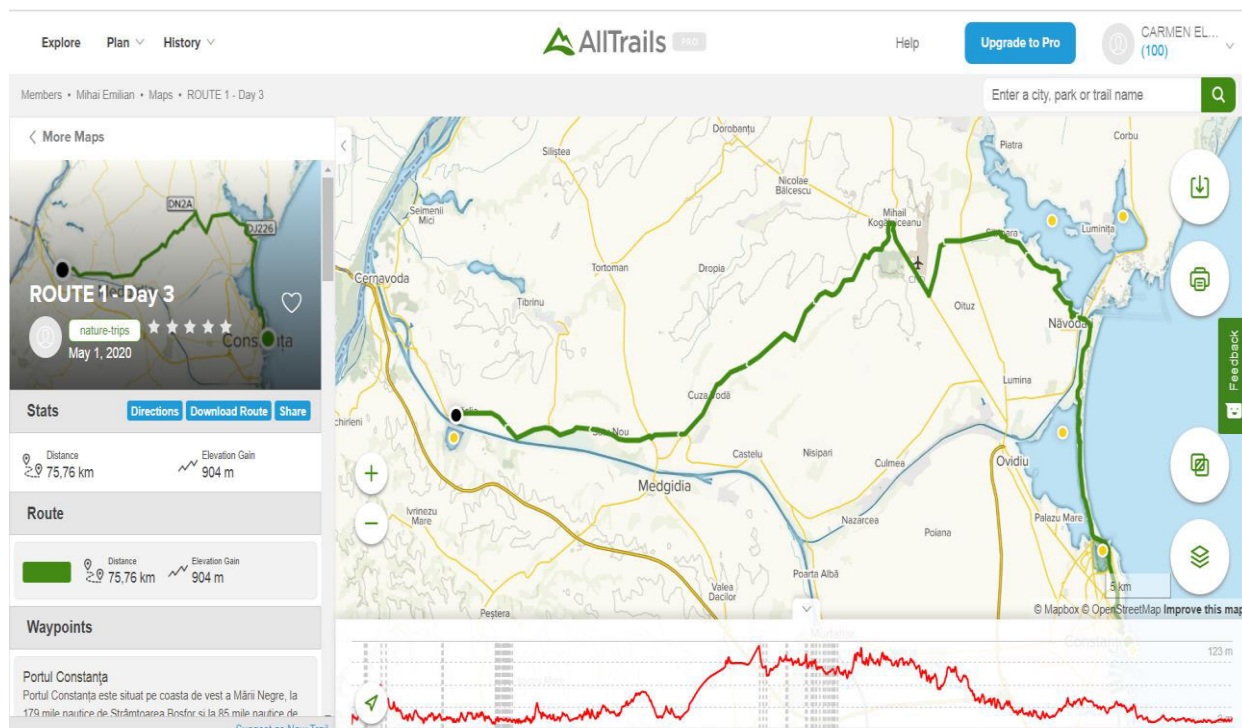 Explore Plan History AllTrails PRO Help Upgrade to Pro CARMEN EL...
(100)
Members • Mihai Emilian • Maps • ROUTE 1 - Day 3 Enter a city, park or trail name
More Maps
DN2A
DJ226
ROUTE 1 - Day 3
nature-trips
May 1, 2020
Stats Directions Download Route Share
Distance Elevation Gain
75,76 km 904 m
Route
Distance Elevation Gain
75,76 km 904 m
Waypoints
Portul Constanța
Portul Constanța este situat pe coasta de vest a Mării Negre, la
179 mile nautice de Strâmtoarea Bosfor și la 85 mile nautice de
Dorobanțu
Corbu
Piatra
Siliștea
Nicolae
Bălcescu
Seimenii
Mici
Mihail
Luminița
Tortoman
Dropia
Cernavoda
Țibrinu
Oituz
Lumina
Castelu
Nisipari
Culmea
Ovidiu
Medgidia
Ivrinezu
Mare
Nazarcea
Poiana
Palazu Mare
Poarta Albă
Valea
Dacilor
Peștera
5 km
© Mapbox © OpenStreetMap Improve this map
123 m
Feedback